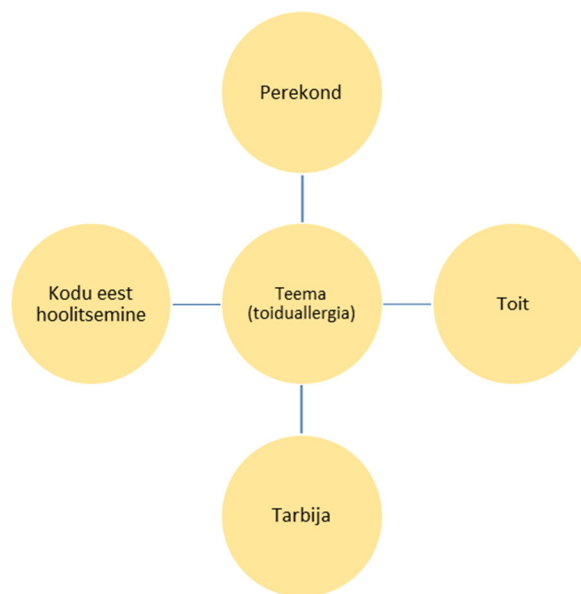 Perekond
Kodu eest
hoolitsemine
Teema
(toiduallergia)
Toit
Tarbija